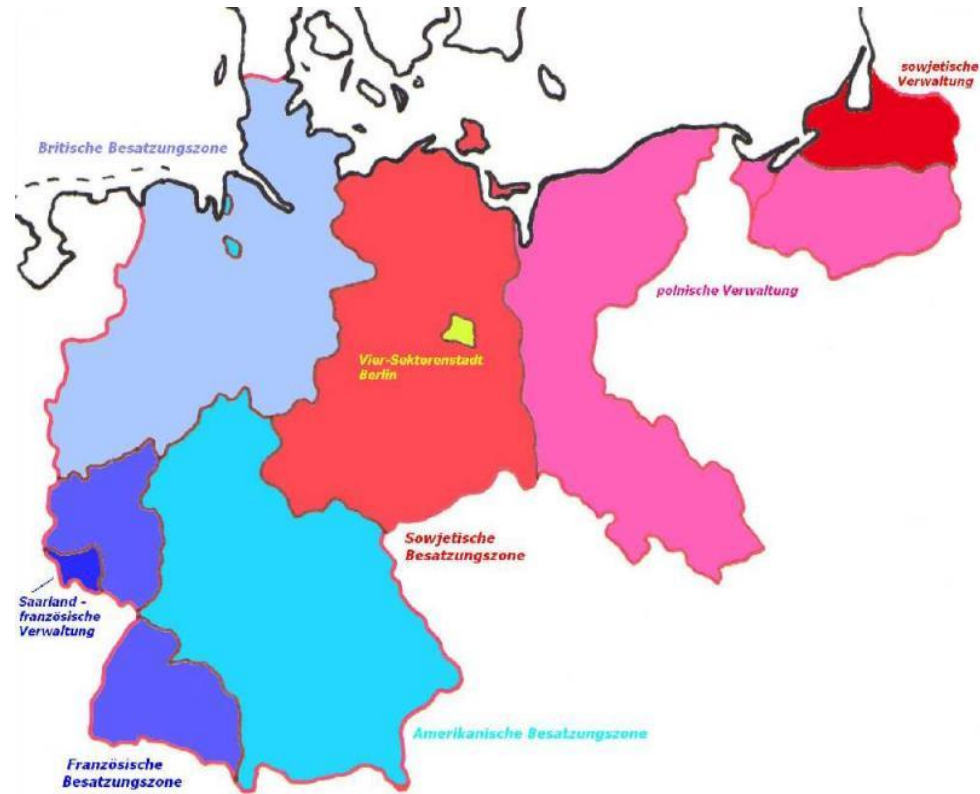 sowjetische
Verwaltung
Britische Besatzungszone
polnische Verwaltung
Vier-Sektorenstadt
Berlin
Sowjetische
Besatzungszone
Saarland -
französische
Verwaltung
Amerikanische Besatzungszone
Französische
Besatzungszone